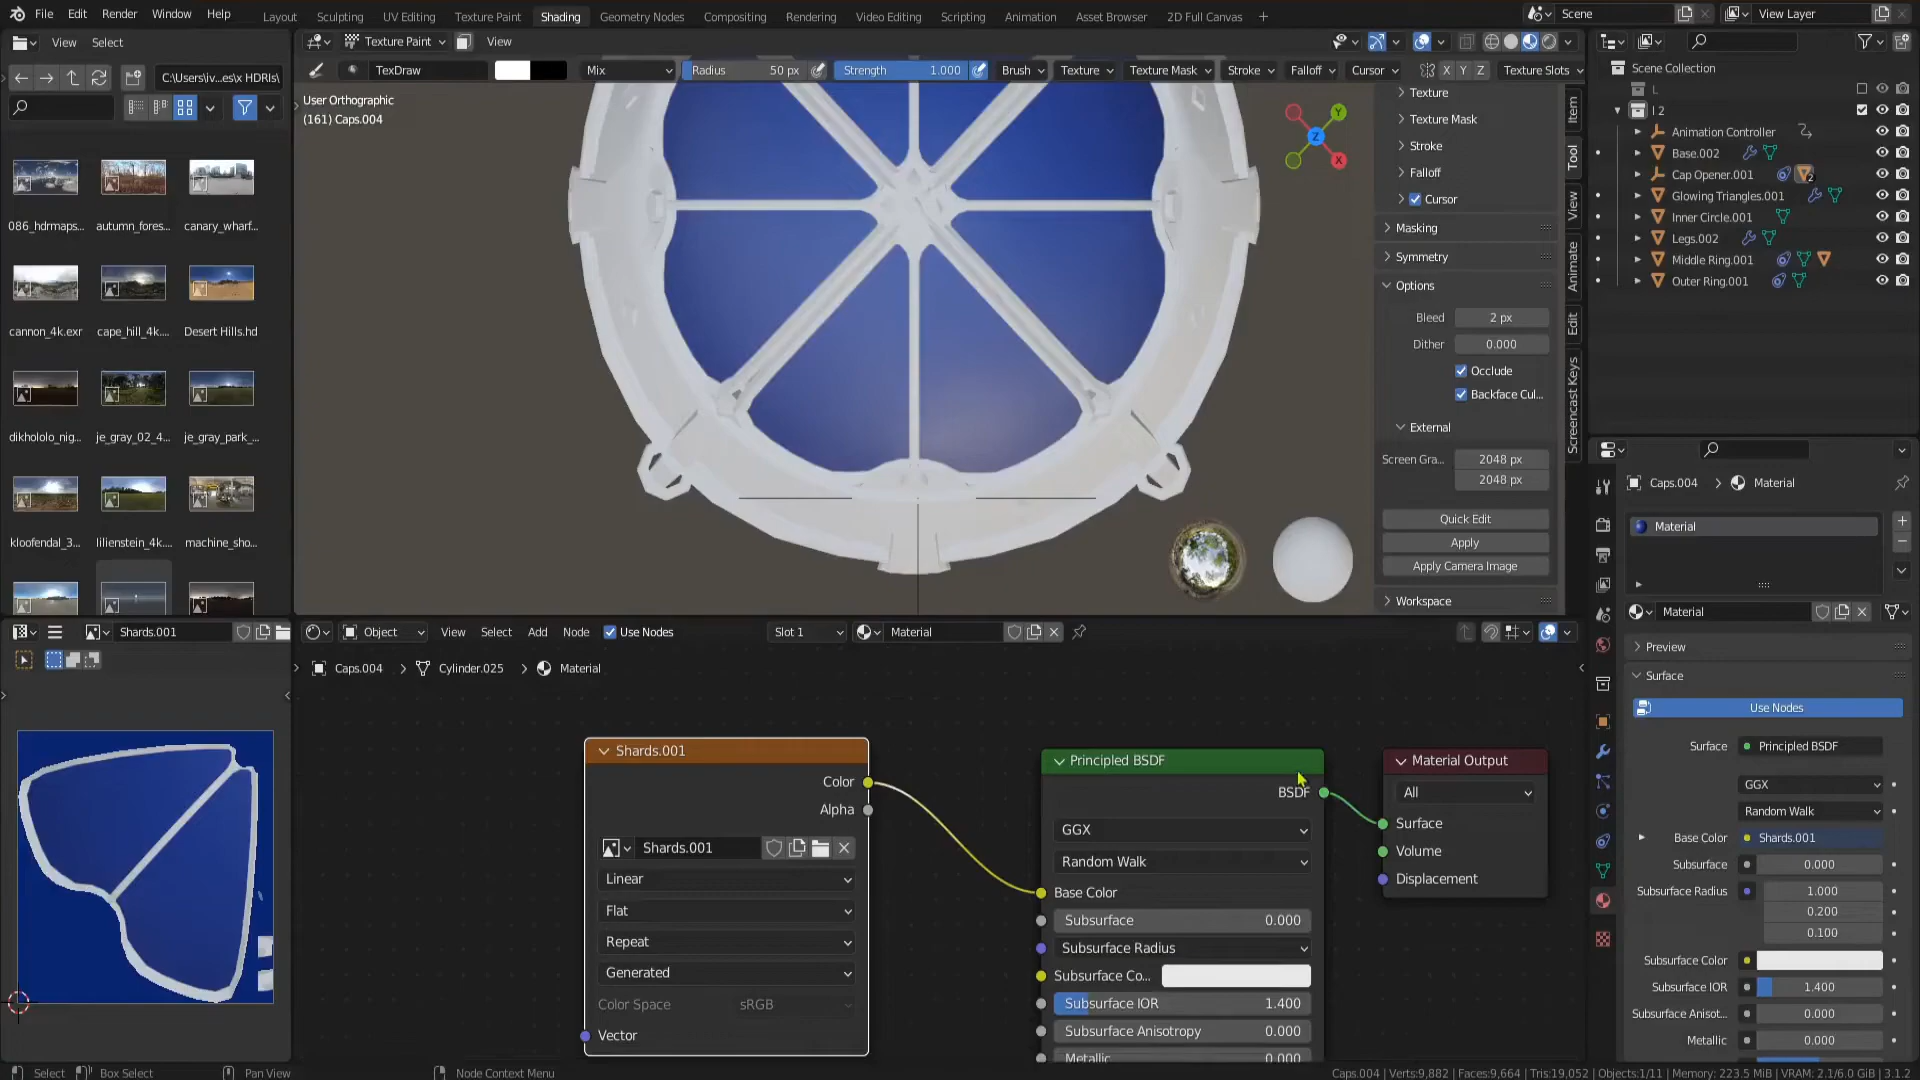 File Edit Render Window Help Layout Sculpting UV Editing Texture Paint Shading Geometry Nodes Compositing Rendering Video Editing Scripting Animation Asset Browser 2D Full Canvas + Scene View Layer
View Select
C:\Users\iv...es\x HDRIs\
086_hdrmaps... autumn_fores... canary_wharf...
cannon_4k.exr cape_hill_4k.... Desert Hills.hd
dikhololo_nig... je_gray_02_4... je_gray_park_...
kloofendal_3... lilienstein_4k.... machine_sho...
Texture Paint View
TexDraw Mix Radius 50 px Strength 1.000 Brush Texture Texture Mask Stroke Falloff Cursor X Y Z Texture Slots
User Orthographic
(161) Caps.004
Y
Z
X
Texture
Texture Mask
Stroke
Falloff
Cursor
Masking
Symmetry
Options
Bleed 2 px
Dither 0.000
Occlude
Backface Cul...
External
Screen Gra... 2048 px
2048 px
Quick Edit
Apply
Apply Camera Image
Workspace
Item
Tool
View
Animate
Edit
Screencast Keys
Scene Collection
L
I 2
Animation Controller
Base.002
Cap Opener.001 2
Glowing Triangles.001
Inner Circle.001
Legs.002
Middle Ring.001
Outer Ring.001
Shards.001
Object View Select Add Node Use Nodes Slot 1 Material
Caps.004 Cylinder.025 Material
Shards.001
Color
Alpha
Shards.001
Linear
Flat
Repeat
Generated
Color Space sRGB
Vector
Principled BSDF
BSDF
GGX
Random Walk
Base Color
Subsurface 0.000
Subsurface Radius
Subsurface Co...
Subsurface IOR 1.400
Subsurface Anisotropy 0.000
Metallic 0.000
Material Output
All
Surface
Volume
Displacement
Caps.004 Material
Material
Material
Preview
Surface
Use Nodes
Surface Principled BSDF
GGX
Random Walk
Base Color Shards.001
Subsurface 0.000
Subsurface Radius 1.000
0.200
0.100
Subsurface Color
Subsurface IOR 1.400
Subsurface Anisot... 0.000
Metallic 0.000
Select Box Select Pan View Node Context Menu Caps.004 | Verts:9,882 | Faces:9,664 | Tris:19,052 | Objects:1/11 | Memory: 223.5 MiB | VRAM: 2.1/6.0 GiB | 3.1.2